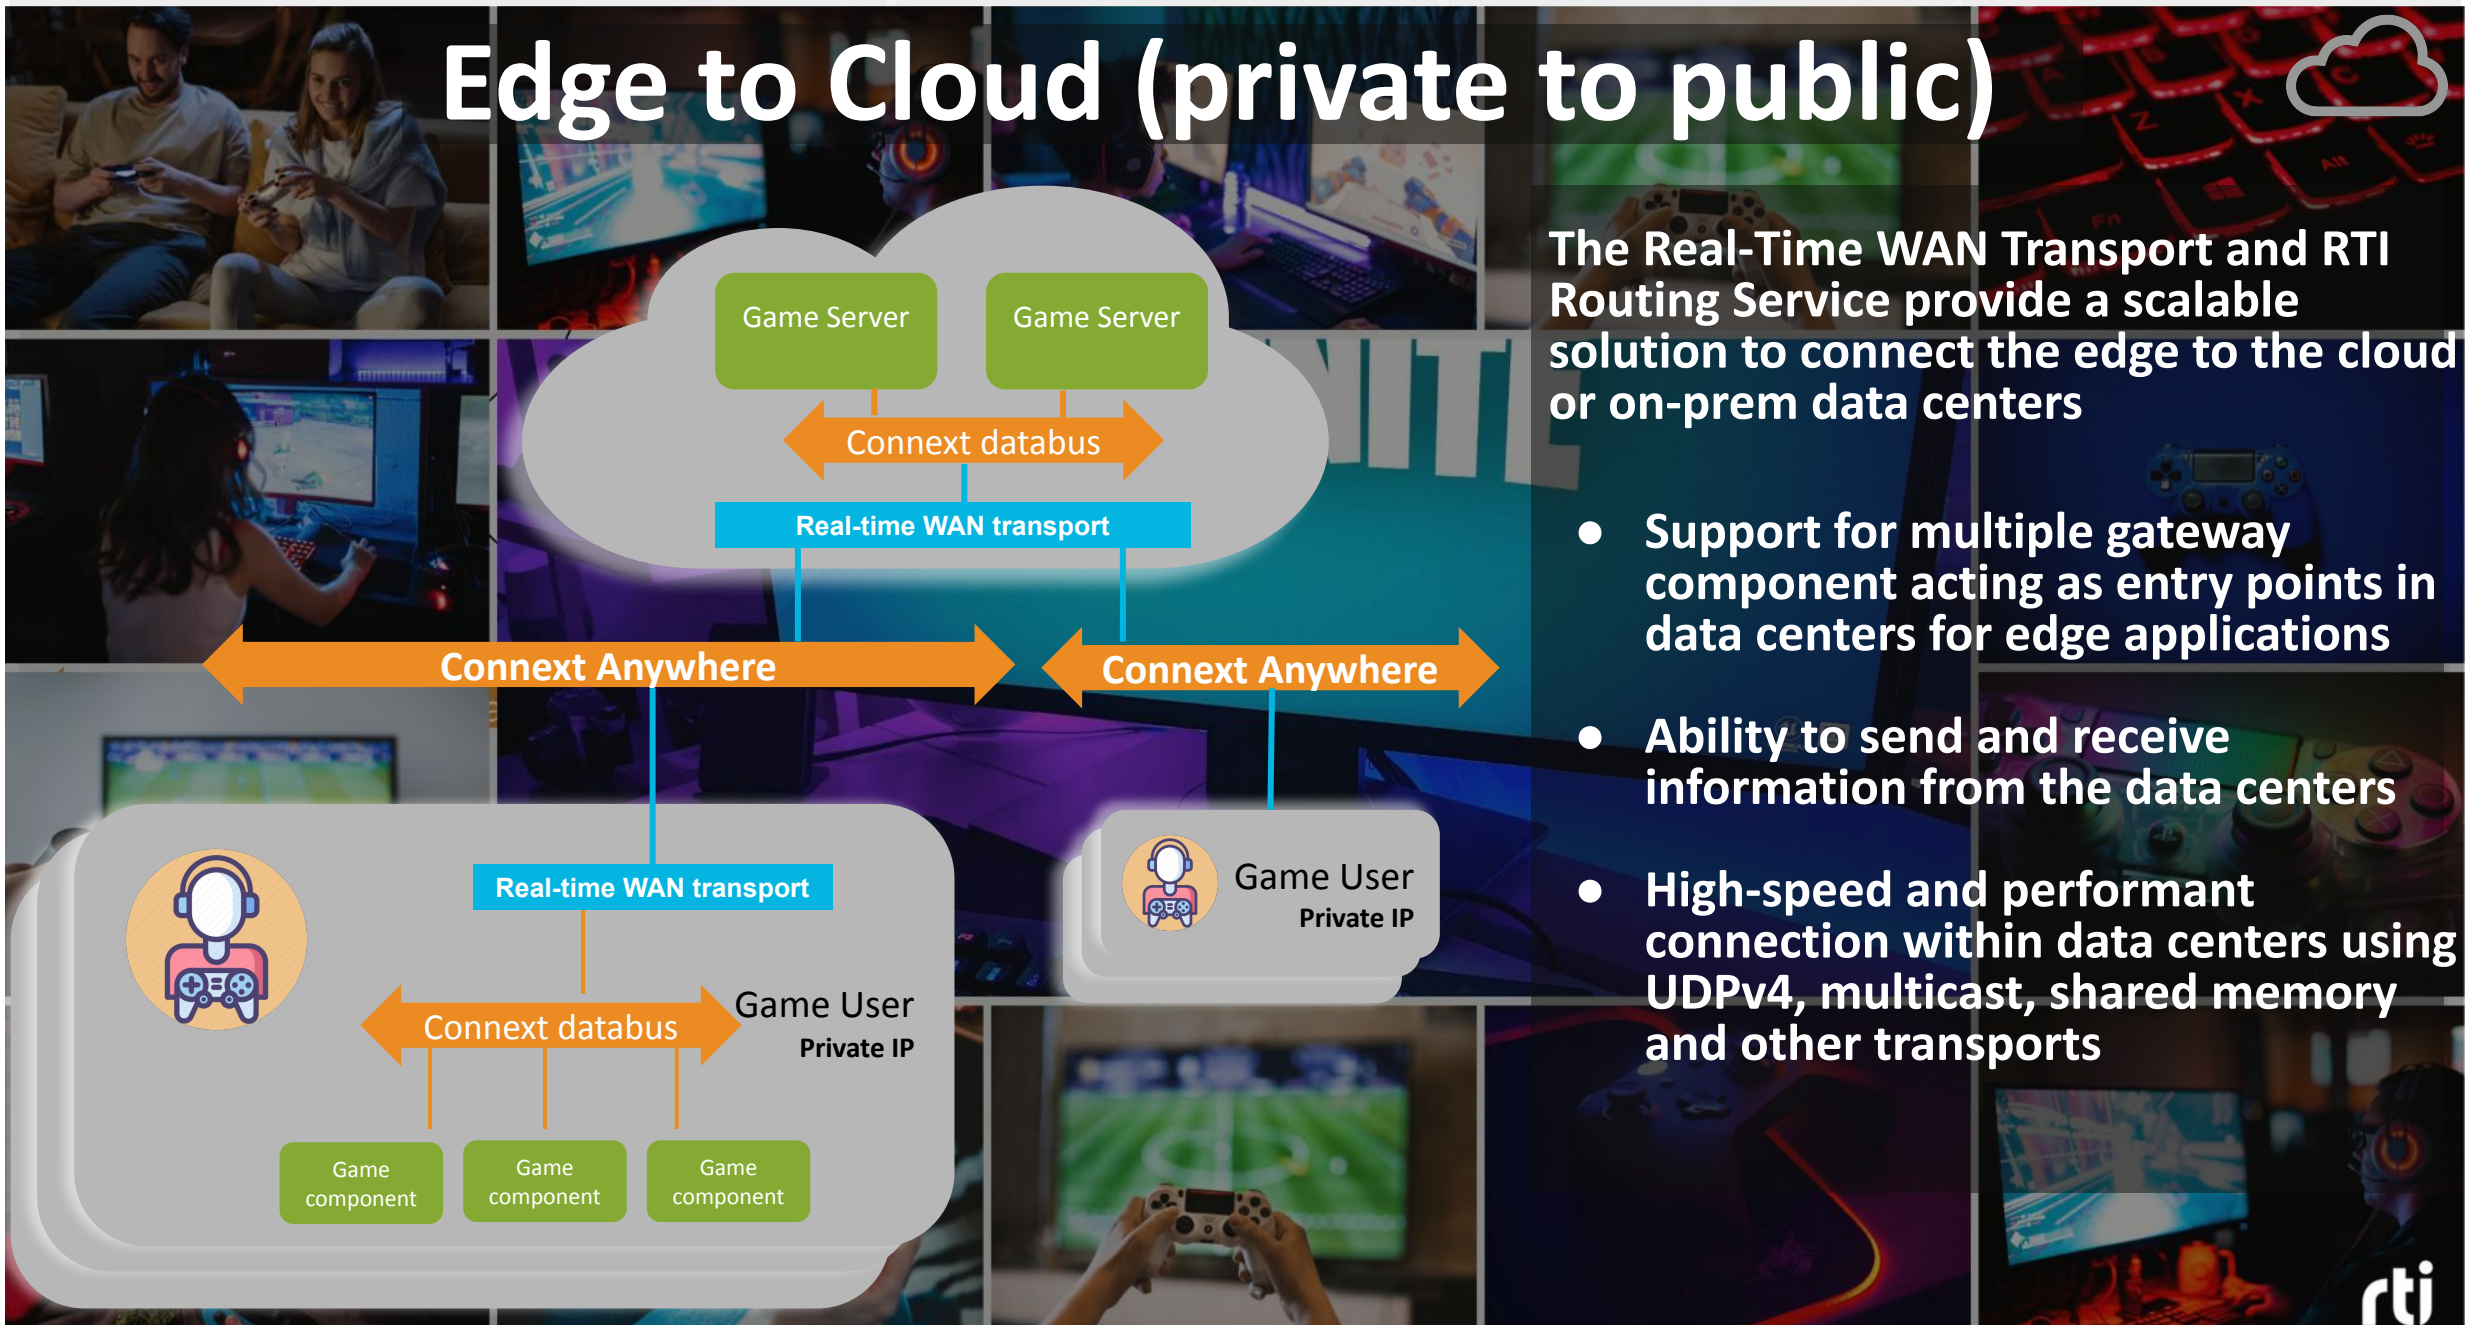 Edge to Cloud (private to public)
Game Server
Game Server
Connext databus
Real-time WAN transport
Connext Anywhere
Connext Anywhere
Real-time WAN transport
Connext databus
Game User
Private IP
Game
component
Game
component
Game
component
Game User
Private IP
The Real-Time WAN Transport and RTI
Routing Service provide a scalable
solution to connect the edge to the cloud
or on-prem data centers
● Support for multiple gateway
component acting as entry points in
data centers for edge applications
● Ability to send and receive
information from the data centers
● High-speed and performant
connection within data centers using
UDPv4, multicast, shared memory
and other transports
NITE
Z
X
C
Alt
Fn
rti